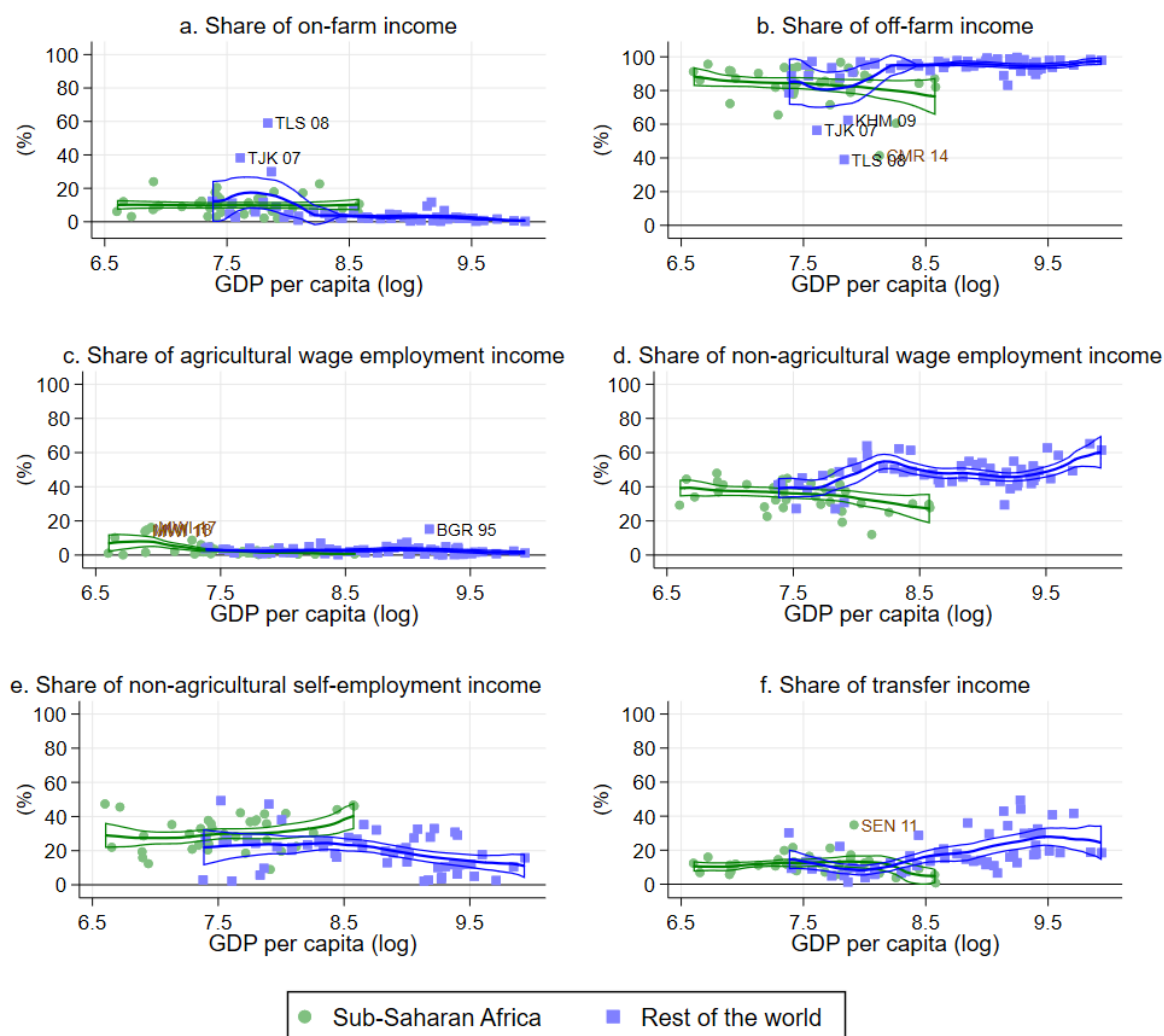 a. Share of on-farm income
b. Share of off-farm income
100
80
60
40
20
0
(%)
TLS 08
TJK 07
6.5 7.5 8.5 9.5
GDP per capita (log)
100
80
60
40
20
0
(%)
KHM 09
TJK 07
TLS 08
CMR 14
6.5 7.5 8.5 9.5
GDP per capita (log)
c. Share of agricultural wage employment income
d. Share of non-agricultural wage employment income
100
80
60
40
20
0
(%)
MWI 17
BGR 95
6.5 7.5 8.5 9.5
GDP per capita (log)
100
80
60
40
20
0
(%)
6.5 7.5 8.5 9.5
GDP per capita (log)
e. Share of non-agricultural self-employment income
f. Share of transfer income
100
80
60
40
20
0
(%)
6.5 7.5 8.5 9.5
GDP per capita (log)
100
80
60
40
20
0
(%)
SEN 11
6.5 7.5 8.5 9.5
GDP per capita (log)
Sub-Saharan Africa
Rest of the world